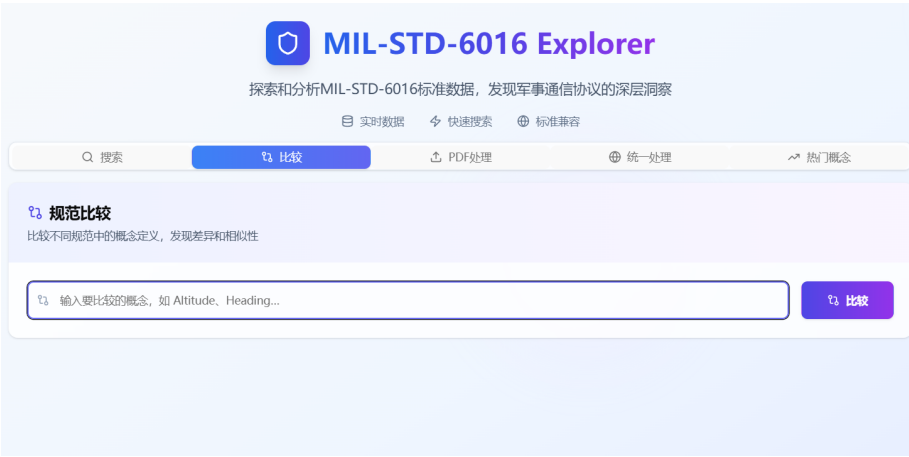 MIL-STD-6016 Explorer
探索和分析MIL-STD-6016标准数据，发现军事通信协议的深层洞察
实时数据 快速搜索 标准兼容
搜索 比较 PDF处理 统一处理 热门概念
规范比较
比较不同规范中的概念定义，发现差异和相似性
输入要比较的概念，如 Altitude、Heading... 比较